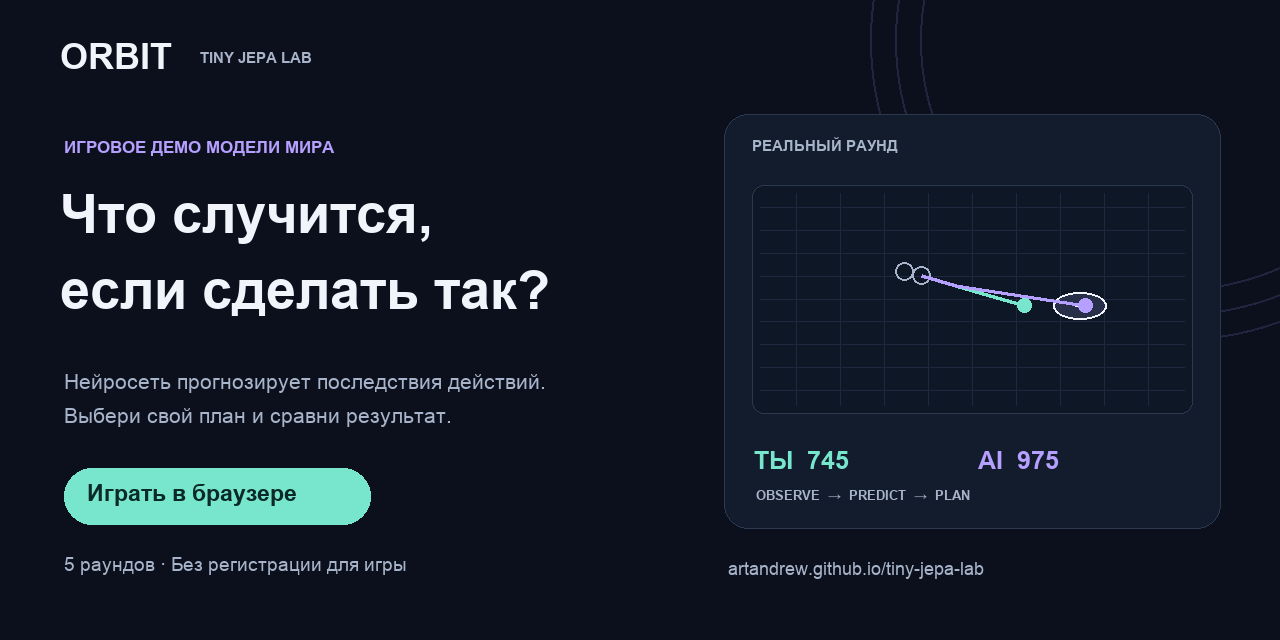 ORBIT TINY JEPA LAB
ИГРОВОЕ ДЕМО МОДЕЛИ МИРА
Что случится,
если сделать так?
Нейросеть прогнозирует последствия действий.
Выбери свой план и сравни результат.
Играть в браузере
5 раундов · Без регистрации для игры
РЕАЛЬНЫЙ РАУНД
ТЫ 745 AI 975
OBSERVE → PREDICT → PLAN
artandrew.github.io/tiny-jepa-lab